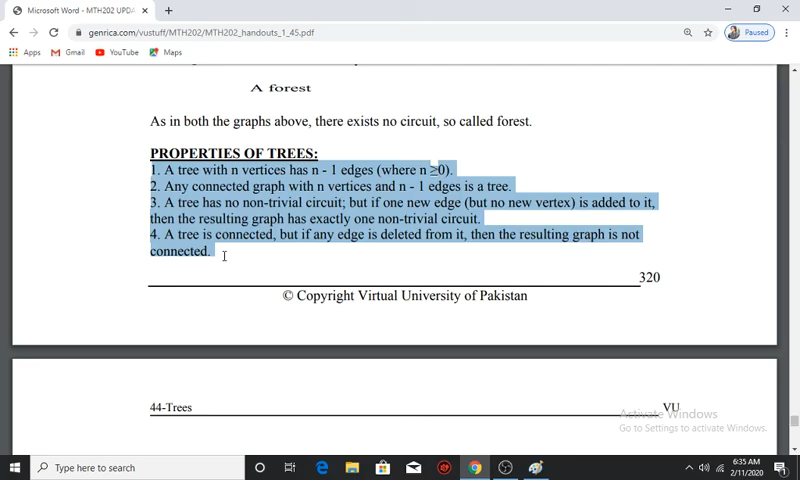 Microsoft Word - MTH202 UPDA
genrica.com/vustuff/MTH202/MTH202_handouts_1_45.pdf
Paused
Apps
Gmail
YouTube
Maps
A forest
As in both the graphs above, there exists no circuit, so called forest.
PROPERTIES OF TREES:
1. A tree with n vertices has n - 1 edges (where n ≥0).
2. Any connected graph with n vertices and n - 1 edges is a tree.
3. A tree has no non-trivial circuit; but if one new edge (but no new vertex) is added to it,
then the resulting graph has exactly one non-trivial circuit.
4. A tree is connected, but if any edge is deleted from it, then the resulting graph is not
connected.
320
© Copyright Virtual University of Pakistan
44-Trees
VU
Activate Windows
Go to Settings to activate Windows.
Type here to search
6:35 AM
2/11/2020